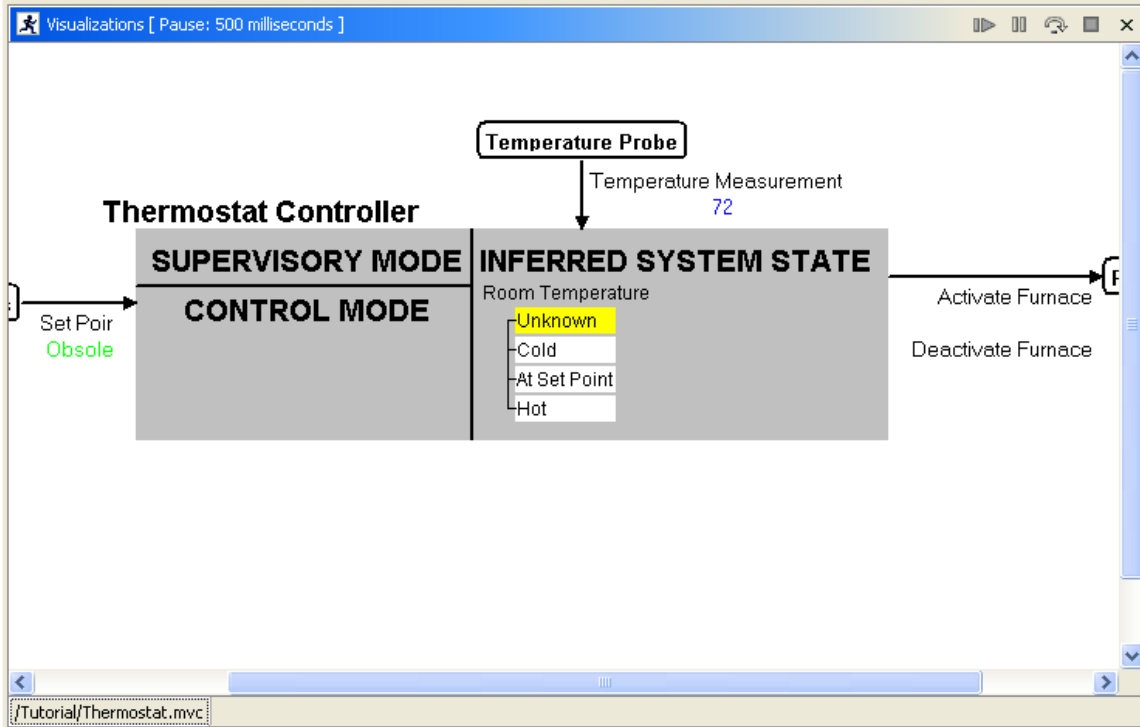 Visualizations [ Pause: 500 milliseconds ]
Temperature Probe
Temperature Measurement
72
Thermostat Controller
SUPERVISORY MODE
INFERRED SYSTEM STATE
CONTROL MODE
Room Temperature
Unknown
Cold
At Set Point
Hot
Set Poir
Obsole
Activate Furnace
Deactivate Furnace
/Tutorial/Thermostat.mvc